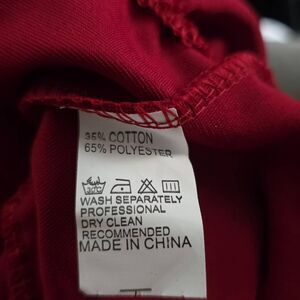 35% COTTON
65% POLYESTER
WASH SEPARATELY
PROFESSIONAL
DRY CLEAN
RECOMMENDED
MADE IN CHINA